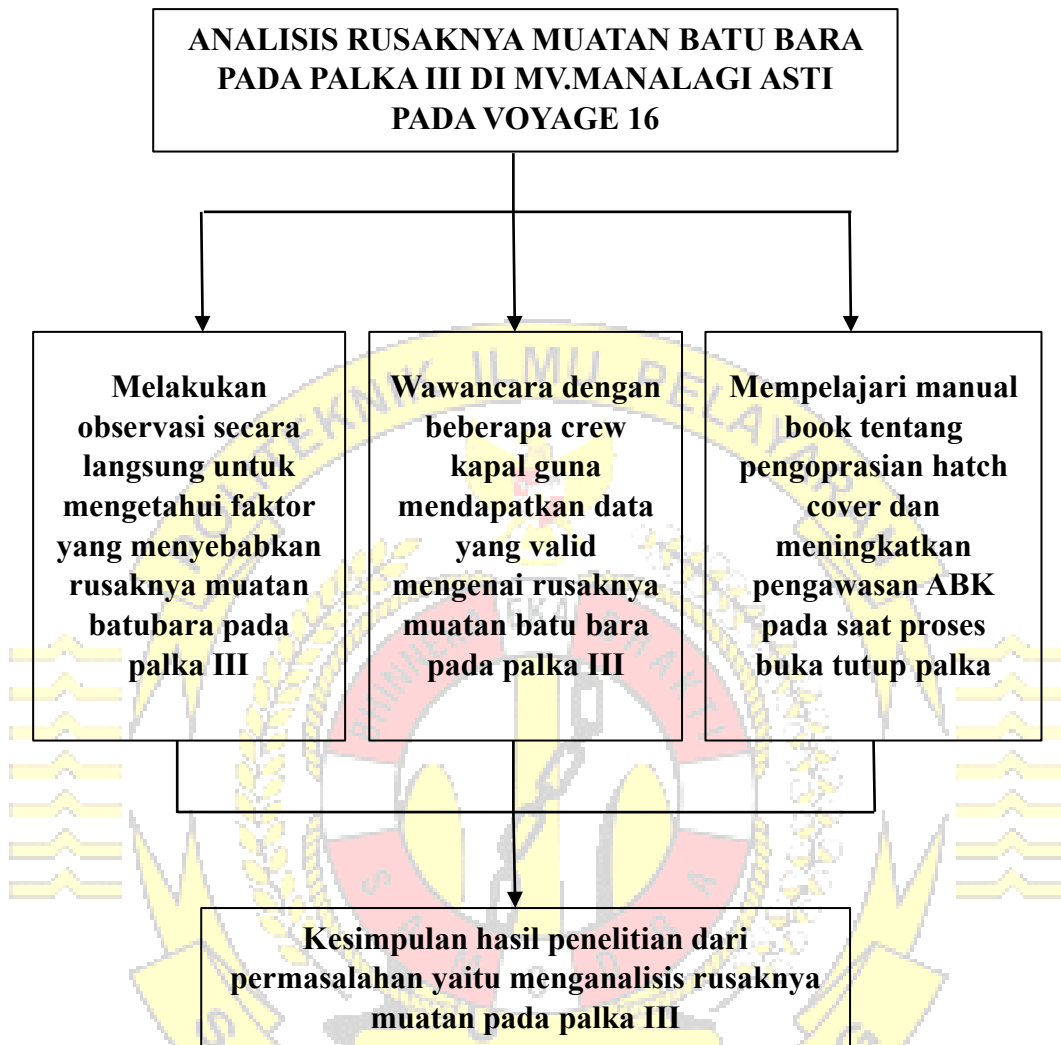 ANALISIS RUSAKNYA MUATAN BATU BARA
PADA PALKA III DI MV.MANALAGI ASTI
PADA VOYAGE 16
Melakukan
observasi secara
langsung untuk
mengetahui faktor
yang menyebabkan
rusaknya muatan
batubara pada
palka III
Wawancara dengan
beberapa crew
kapal guna
mendapatkan data
yang valid
mengenai rusaknya
muatan batu bara
pada palka III
Mempelajari manual
book tentang
pengoprasian hatch
cover dan
meningkatkan
pengawasan ABK
pada saat proses
buka tutup palka
Kesimpulan hasil penelitian dari
permasalahan yaitu menganalisis rusaknya
muatan pada palka III
POLITEKNIK ILMU PELAYARAN